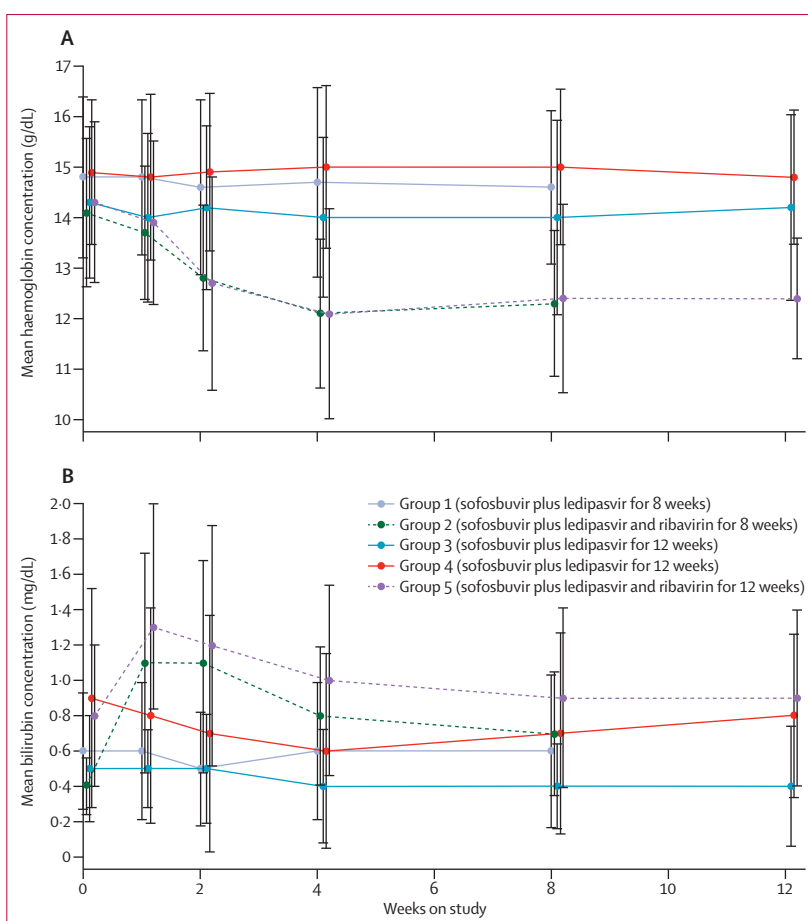 A
17
16
15
14
13
12
11
10
Mean haemoglobin concentration (g/dL)
B
2·0
1·8
1·6
1·4
1·2
1·0
0·8
0·6
0·4
0·2
0
Mean bilirubin concentration (mg/dL)
Group 1 (sofosbuvir plus ledipasvir for 8 weeks)
Group 2 (sofosbuvir plus ledipasvir and ribavirin for 8 weeks)
Group 3 (sofosbuvir plus ledipasvir for 12 weeks)
Group 4 (sofosbuvir plus ledipasvir for 12 weeks)
Group 5 (sofosbuvir plus ledipasvir and ribavirin for 12 weeks)
0 2 4 6 8 10 12
Weeks on study